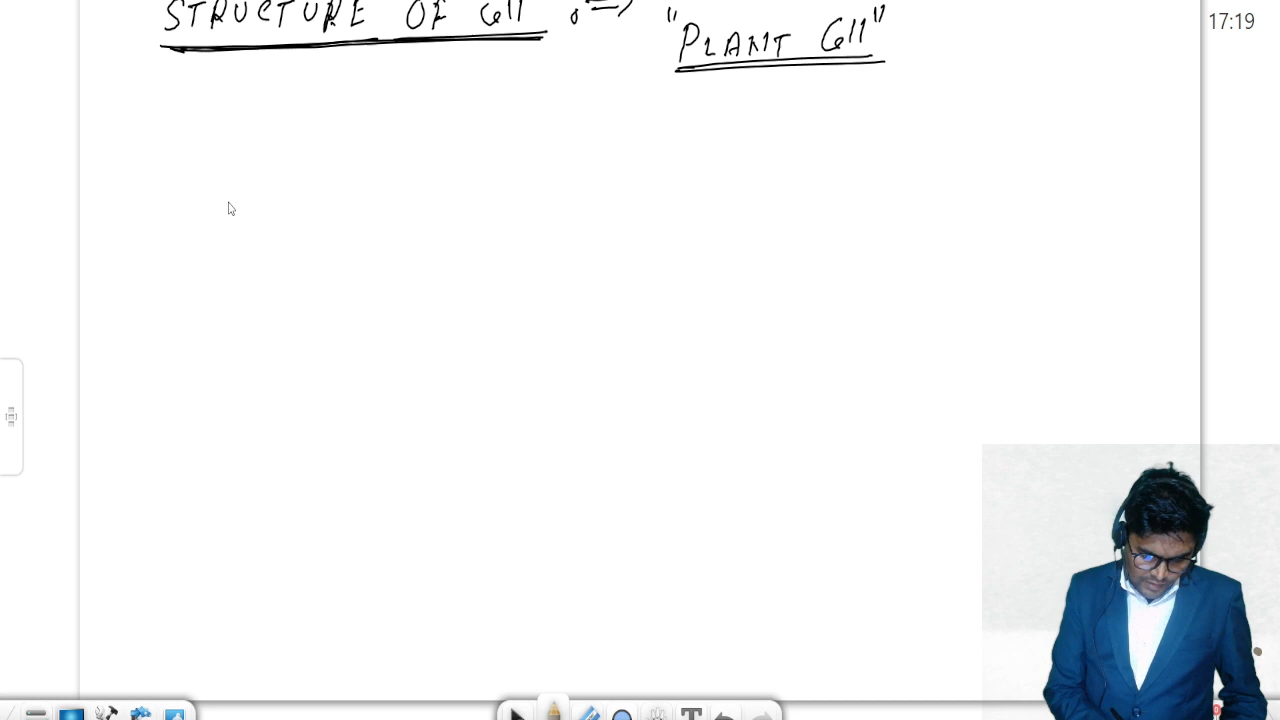 STRUCTURE OF Cell :=>
"PLANT Cell"
17:19
T